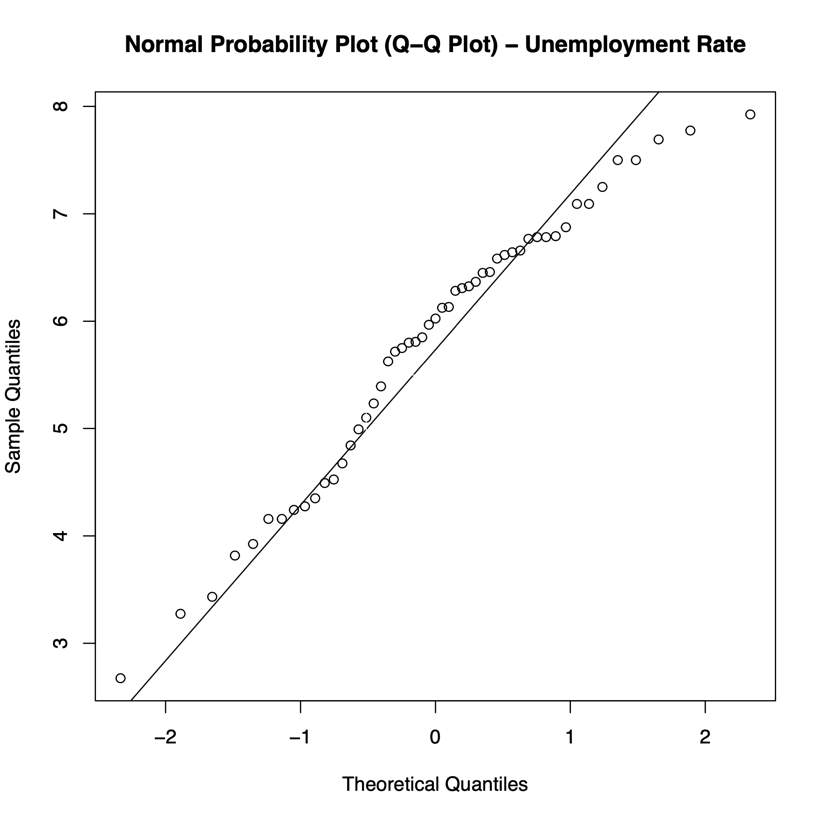 Normal Probability Plot (Q−Q Plot) − Unemployment Rate
8
7
6
5
4
3
Sample Quantiles
−2 −1 0 1 2
Theoretical Quantiles